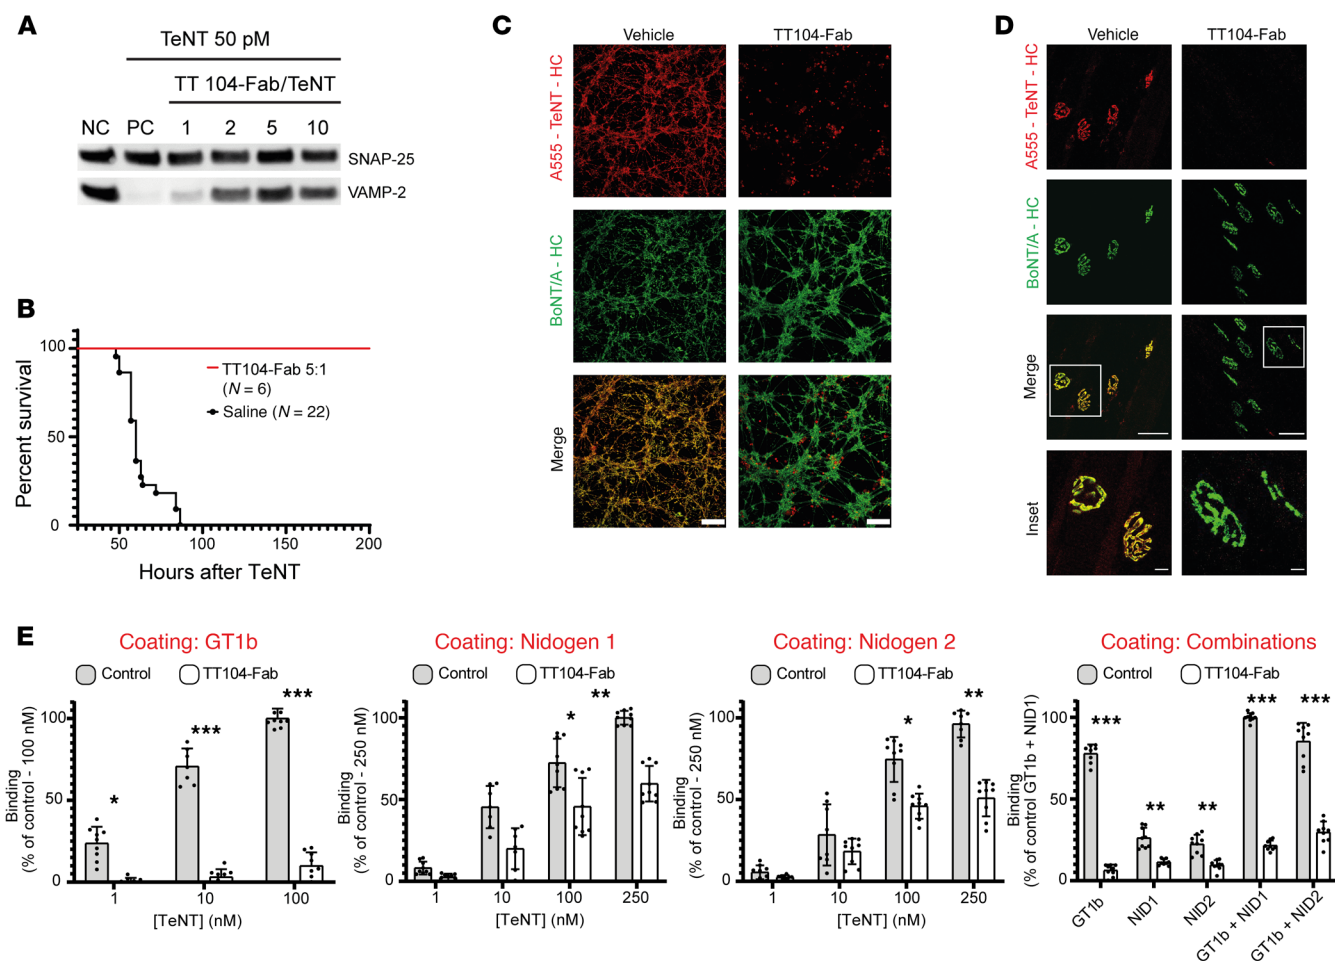 A
TeNT 50 pM
TT 104-Fab/TeNT
NC PC 1 2 5 10
SNAP-25
VAMP-2
B
Percent survival
100
50
0
TT104-Fab 5:1
(N = 6)
Saline (N = 22)
50 100 150 200
Hours after TeNT
C
Vehicle TT104-Fab
A555 - TeNT - HC
BoNT/A - HC
Merge
D
Vehicle TT104-Fab
A555 - TeNT - HC
BoNT/A - HC
Merge
Inset
E
Coating: GT1b
Control TT104-Fab
Binding
(% of control - 100 nM)
100
50
0
* *** ***
1 10 100
[TeNT] (nM)
Coating: Nidogen 1
Control TT104-Fab
Binding
(% of control - 250 nM)
100
50
0
* **
1 10 100 250
[TeNT] (nM)
Coating: Nidogen 2
Control TT104-Fab
Binding
(% of control - 250 nM)
100
50
0
* **
1 10 100 250
[TeNT] (nM)
Coating: Combinations
Control TT104-Fab
Binding
(% of control GT1b + NID1)
100
50
0
*** ** ** *** ***
GT1b
NID1
NID2
GT1b + NID1
GT1b + NID2